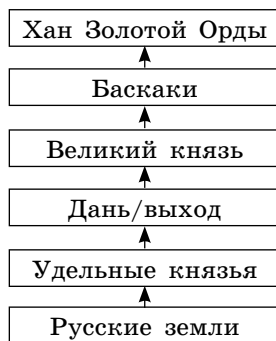 Хан Золотой Орды
Баскаки
Великий князь
Дань/выход
Удельные князья
Русские земли